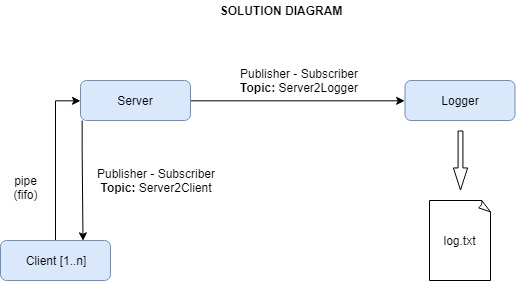 SOLUTION DIAGRAM
Publisher - Subscriber
Topic: Server2Logger
Server
Logger
Publisher - Subscriber
Topic: Server2Client
pipe
(fifo)
log.txt
Client [1..n]